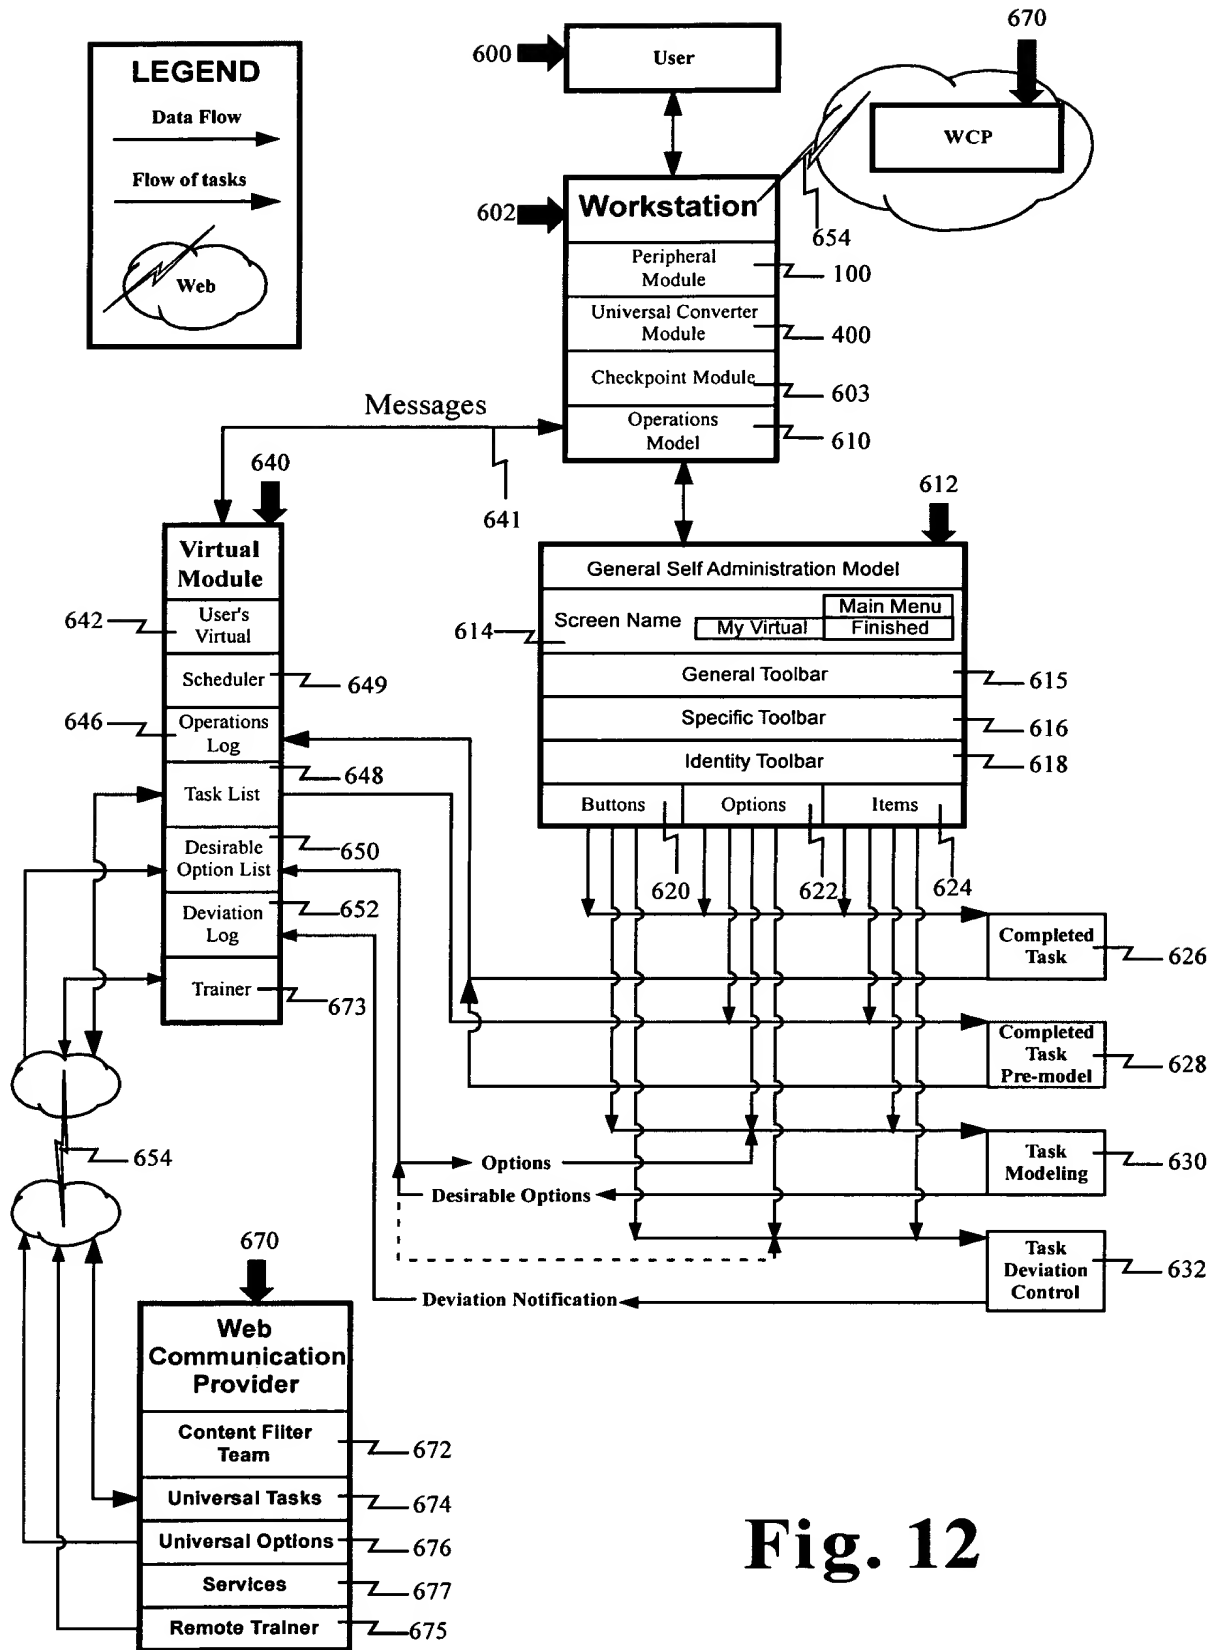 LEGEND
Data Flow
Flow of tasks
Web
600
User
670
WCP
654
602
Workstation
Peripheral
Module
100
Universal Converter
Module
400
Checkpoint Module
603
Operations
Model
610
Messages
641
640
612
Virtual
Module
642
User's
Virtual
Scheduler
649
646
Operations
Log
648
Task List
Desirable
Option List
650
Deviation
Log
652
Trainer
673
General Self Administration Model
614
Screen Name
Main Menu
My Virtual
Finished
General Toolbar
615
Specific Toolbar
616
Identity Toolbar
618
Buttons
Options
Items
620
622
624
Completed
Task
626
Completed
Task
Pre-model
628
Task
Modeling
630
Task
Deviation
Control
632
Options
Desirable Options
Deviation Notification
654
670
Web
Communication
Provider
Content Filter
Team
672
Universal Tasks
674
Universal Options
676
Services
677
Remote Trainer
675
Fig. 12